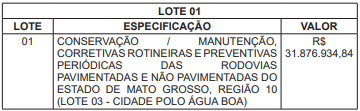 LOTE 01
LOTE ESPECIFICAÇÃO VALOR
01 CONSERVAÇÃO / MANUTENÇÃO, R$
CORRETIVAS ROTINEIRAS E PREVENTIVAS 31.876.934,84
PERIÓDICAS DAS RODOVIAS
PAVIMENTADAS E NÃO PAVIMENTADAS DO
ESTADO DE MATO GROSSO, REGIÃO 10
(LOTE 03 - CIDADE POLO ÁGUA BOA)